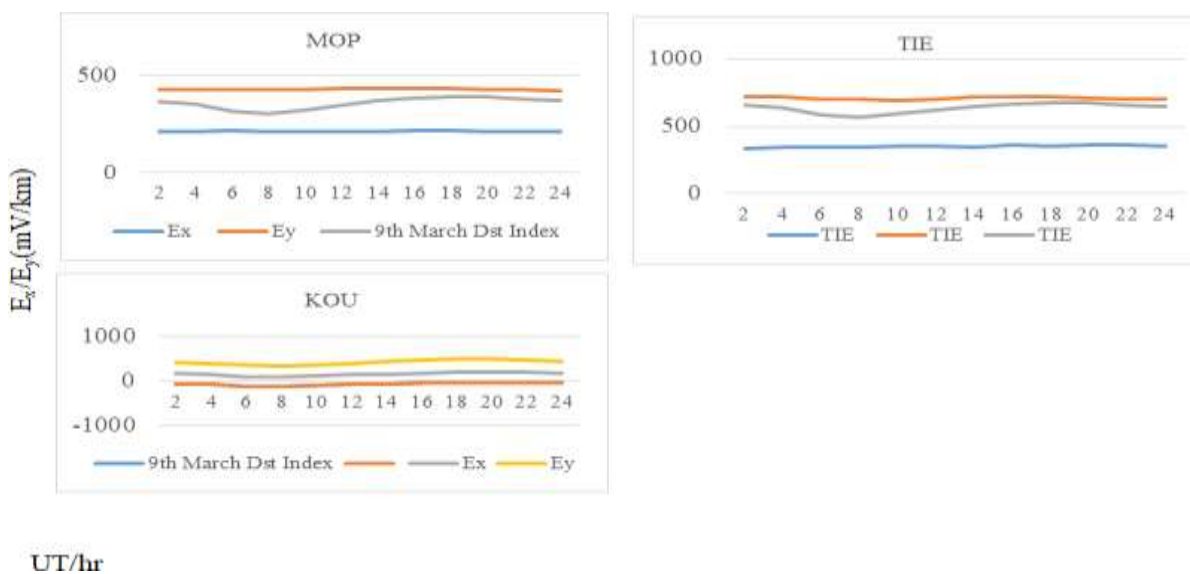 MOP
500
0
2 4 6 8 10 12 14 16 18 20 22 24
Ex Ey 9th March Dst Index
TIE
1000
500
0
2 4 6 8 10 12 14 16 18 20 22 24
TIE TIE TIE
Ex/Ey(mV/km)
KOU
1000
0
2 4 6 8 10 12 14 16 18 20 22 24
-1000
9th March Dst Index Ex Ey
UT/hr